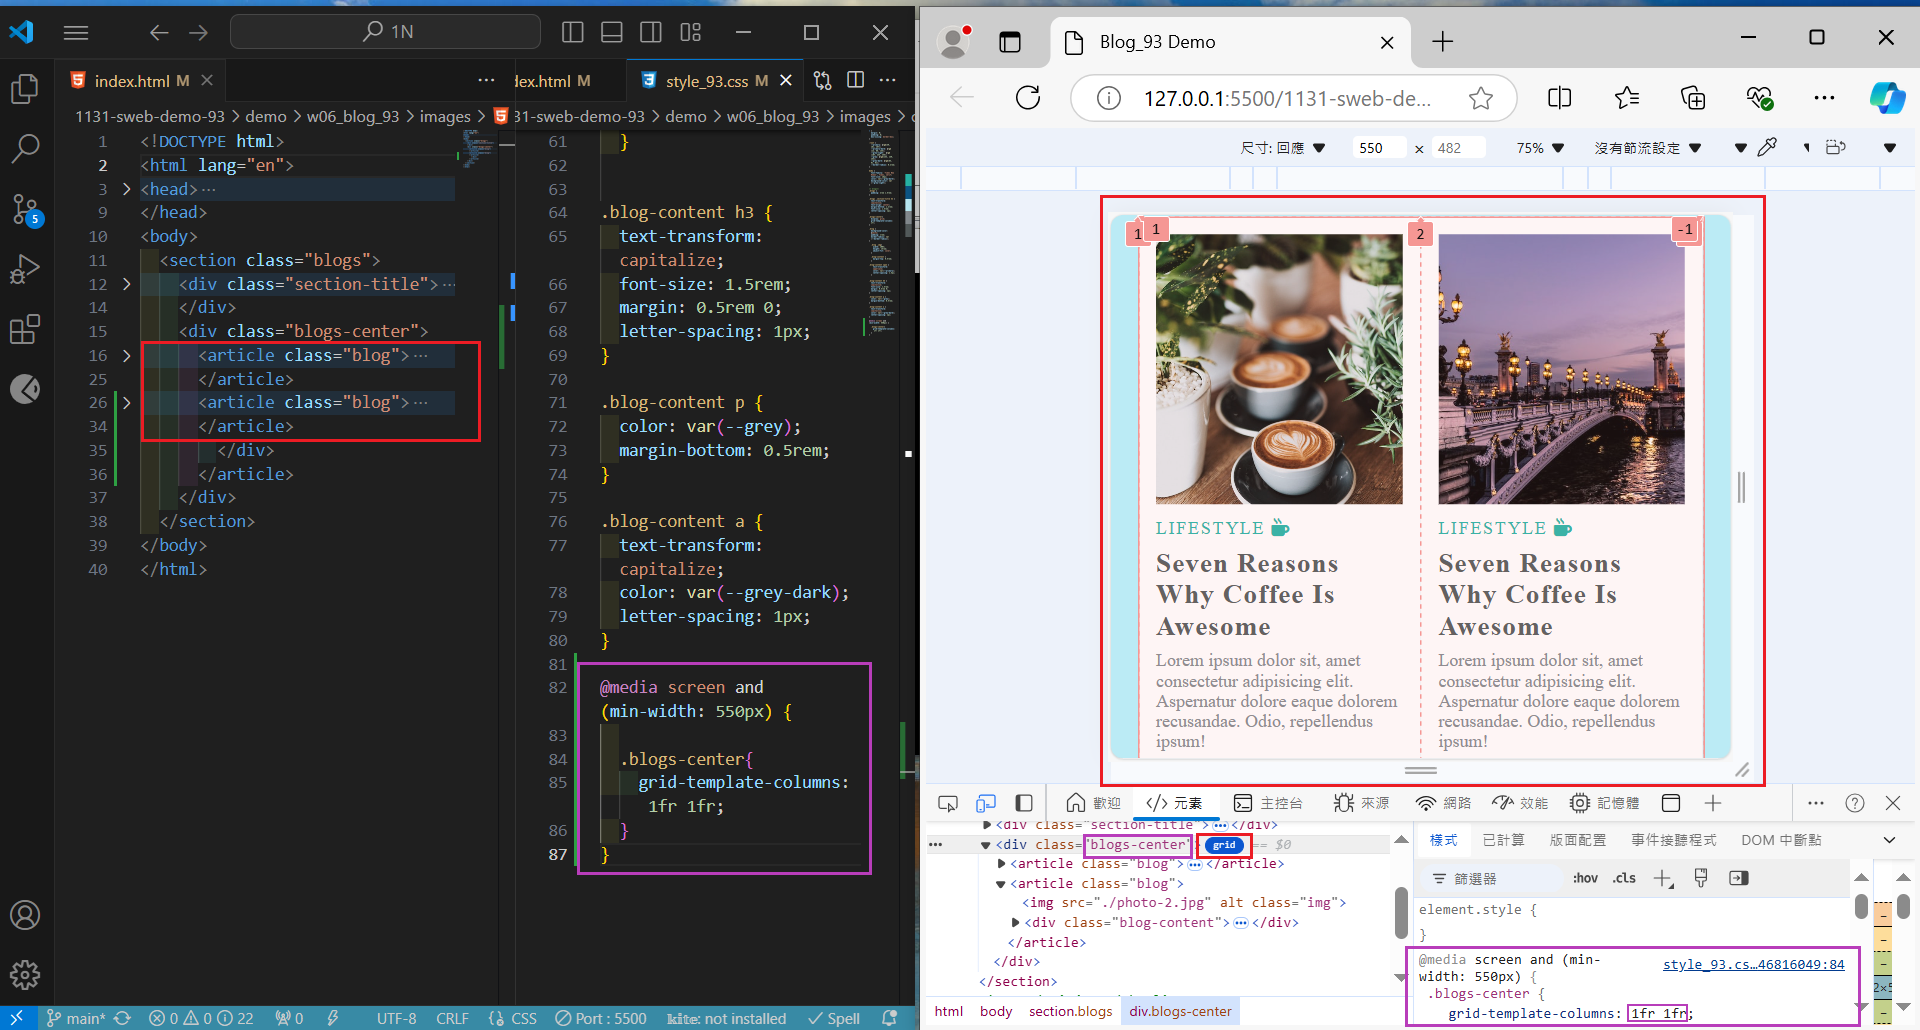 1N
index.html M
dex.html M
style_93.css M
1131-sweb-demo-93 > demo > w06_blog_93 > images >
31-sweb-demo-93 > demo > w06_blog_93 > images >
1 <!DOCTYPE html>
2 <html lang="en">
3 <head>···
9 </head>
10 <body>
11 <section class="blogs">
12 <div class="section-title">···
14 </div>
15 <div class="blogs-center">
16 <article class="blog">···
25 </article>
26 <article class="blog">···
34 </article>
35 </div>
36 </article>
37 </div>
38 </section>
39 </body>
40 </html>
5
61 }
62
63
64 .blog-content h3 {
65 text-transform:
capitalize;
66 font-size: 1.5rem;
67 margin: 0.5rem 0;
68 letter-spacing: 1px;
69 }
70
71 .blog-content p {
72 color: var(--grey);
73 margin-bottom: 0.5rem;
74 }
75
76 .blog-content a {
77 text-transform:
capitalize;
78 color: var(--grey-dark);
79 letter-spacing: 1px;
80 }
81
82 @media screen and
(min-width: 550px) {
83
84 .blogs-center{
85 grid-template-columns:
1fr 1fr;
86 }
87 }
main*
0 0 22
0
UTF-8 CRLF {} CSS Port : 5500 kite: not installed Spell
Blog_93 Demo
127.0.0.1:5500/1131-sweb-de...
尺寸: 回應 550 × 482 75% 沒有節流設定
1 1 2 -1
LIFESTYLE
Seven Reasons
Why Coffee Is
Awesome
Lorem ipsum dolor sit, amet
consectetur adipisicing elit.
Aspernatur dolore eaque dolorem
recusandae. Odio, repellendus
ipsum!
LIFESTYLE
Seven Reasons
Why Coffee Is
Awesome
Lorem ipsum dolor sit, amet
consectetur adipisicing elit.
Aspernatur dolore eaque dolorem
recusandae. Odio, repellendus
ipsum!
歡迎 </> 元素 主控台 來源 網路 效能 記憶體
<div class="section-title"> ··· </div>
<div class="blogs-center"> grid == $0
<article class="blog"> ··· </article>
<article class="blog">
<img src="./photo-2.jpg" alt class="img">
<div class="blog-content"> ··· </div>
</article>
</div>
</section>
html body section.blogs div.blogs-center
樣式 已計算 版面配置 事件接聽程式 DOM 中斷點
篩選器 :hov .cls
element.style {
}
@media screen and (min-
width: 550px) {
style_93.cs…46816049:84
.blogs-center {
grid-template-columns: 1fr 1fr;